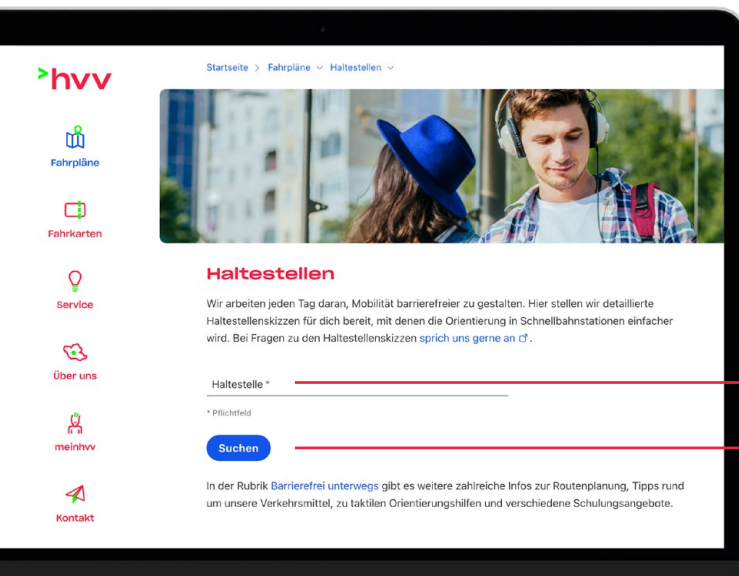 >hvv
Startseite > Fahrpläne Haltestellen
Fahrpläne
Fahrkarten
Service
Über uns
meinhvv
Kontakt
Haltestellen
Wir arbeiten jeden Tag daran, Mobilität barrierefreier zu gestalten. Hier stellen wir detaillierte
Haltestellenskizzen für dich bereit, mit denen die Orientierung in Schnellbahnstationen einfacher
wird. Bei Fragen zu den Haltestellenskizzen sprich uns gerne an.
Haltestelle *
* Pflichtfeld
Suchen
In der Rubrik Barrierefrei unterwegs gibt es weitere zahlreiche Infos zur Routenplanung, Tipps rund
um unsere Verkehrsmittel, zu taktilen Orientierungshilfen und verschiedene Schulungsangebote.